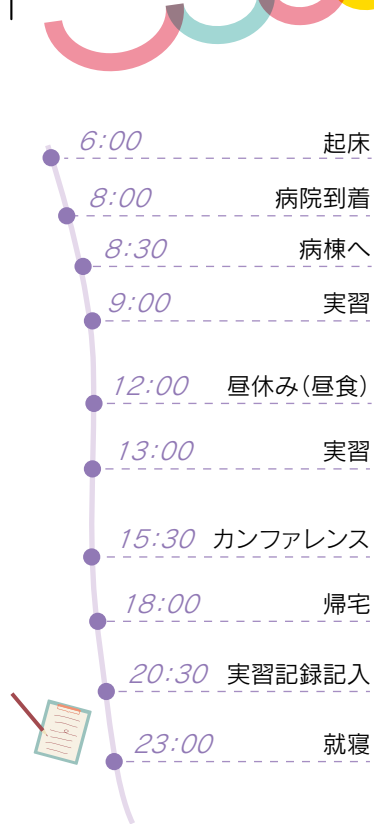 6:00 起床
8:00 病院到着
8:30 病棟へ
9:00 実習
12:00 昼休み（昼食）
13:00 実習
15:30 カンファレンス
18:00 帰宅
20:30 実習記録記入
23:00 就寝